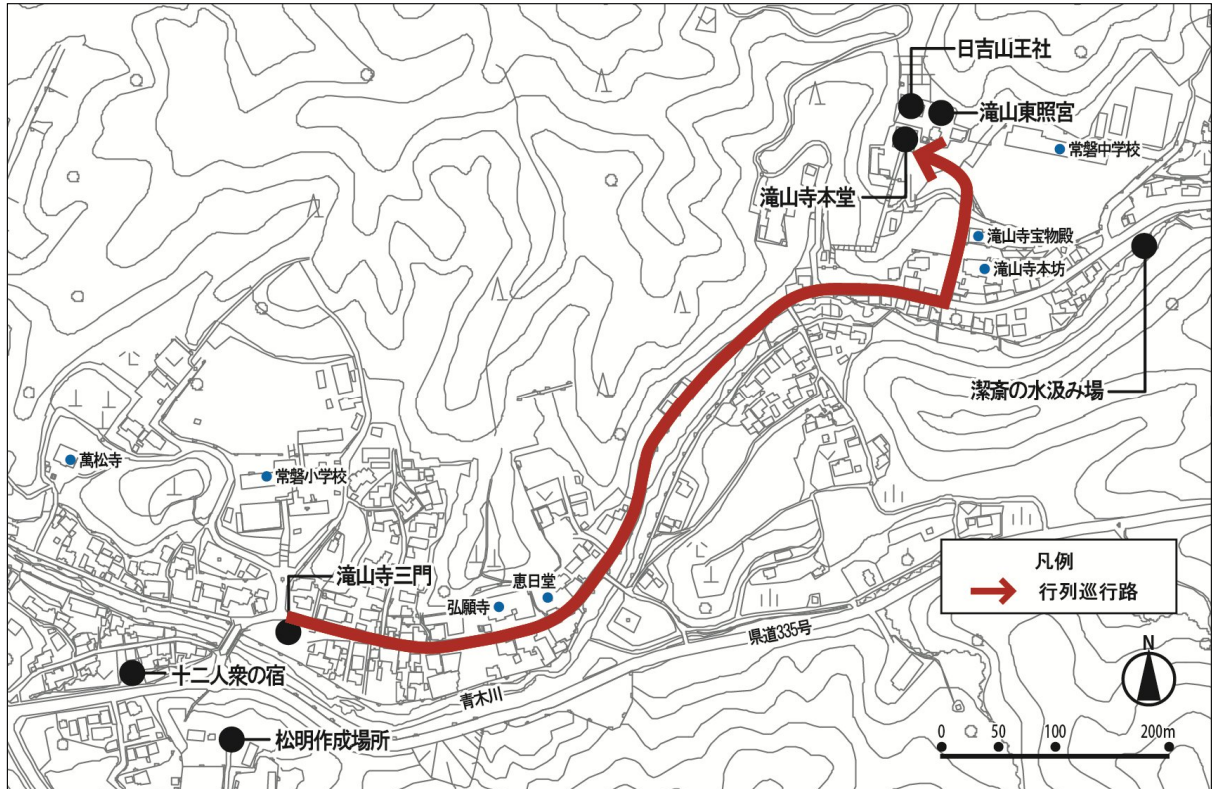 日吉山王社
滝山東照宮
常磐中学校
滝山寺本堂
滝山寺宝物殿
滝山寺本坊
潔斎の水汲み場
萬松寺
常磐小学校
滝山寺三門
恵日堂
弘願寺
凡例
行列巡行路
県道335号
十二人衆の宿
青木川
松明作成場所
N
0 50 100 200m